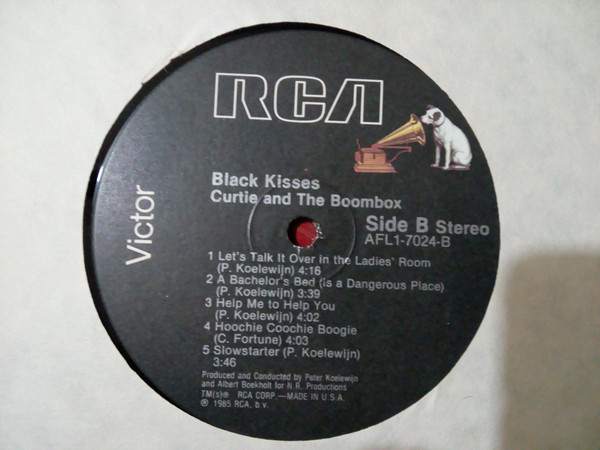 RCA
Victor
Black Kisses
Curtie and The Boombox
Side B Stereo
AFL1-7024-B
1 Let's Talk It Over in the Ladies' Room
(P. Koelewijn) 4:16
2 A Bachelor's Bed (is a Dangerous Place)
(P. Koelewijn) 3:39
3 Help Me to Help You
(P. Koelewijn) 4:02
4 Hoochie Coochie Boogie
(C. Fortune) 4:03
5 Slowstarter (P. Koelewijn)
3:46
Produced and Conducted by Peter Koelewijn
and Albert Boekholt for N.R. Productions
TM(s)® RCA CORP.—MADE IN U.S.A.
℗ 1985 RCA, b.v.